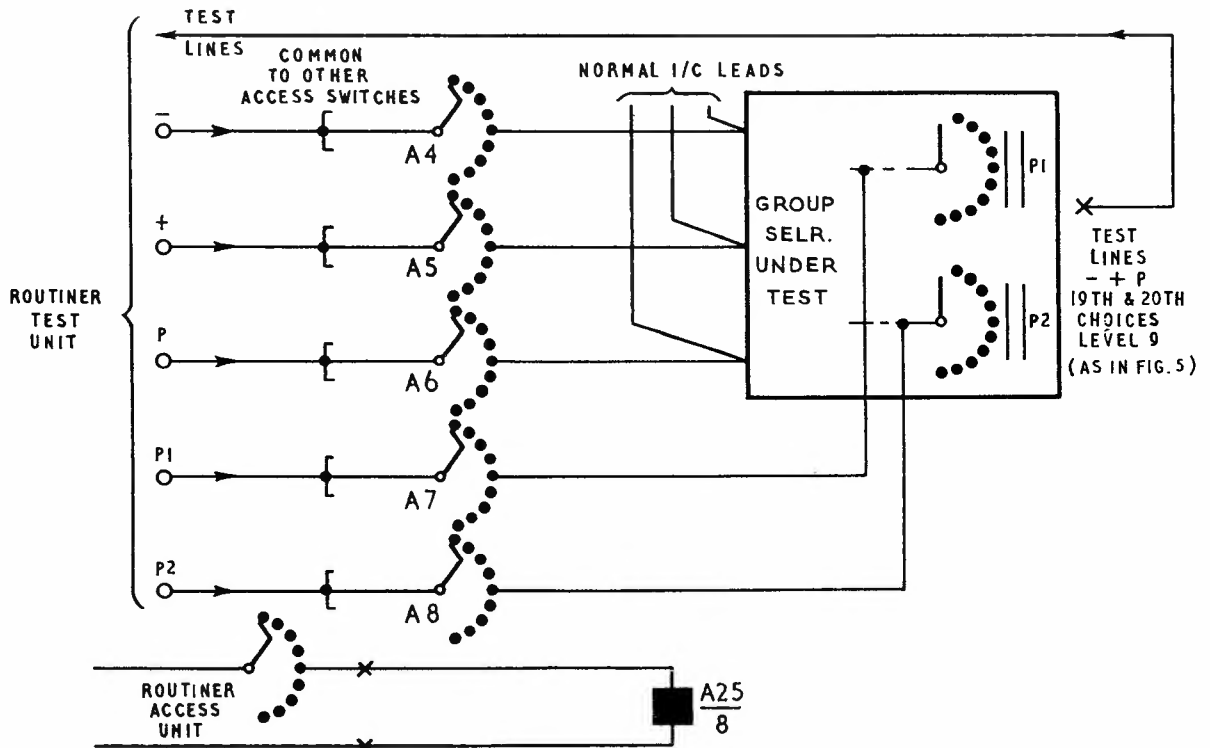 TEST
LINES
COMMON
TO OTHER
ACCESS SWITCHES
NORMAL I/C LEADS
−
A4
+
A5
P
A6
P1
A7
P2
A8
ROUTINER
TEST
UNIT
GROUP
SELR.
UNDER
TEST
P1
P2
TEST
LINES
− + P
19TH & 20TH
CHOICES
LEVEL 9
(AS IN FIG. 5)
ROUTINER
ACCESS
UNIT
A25
8